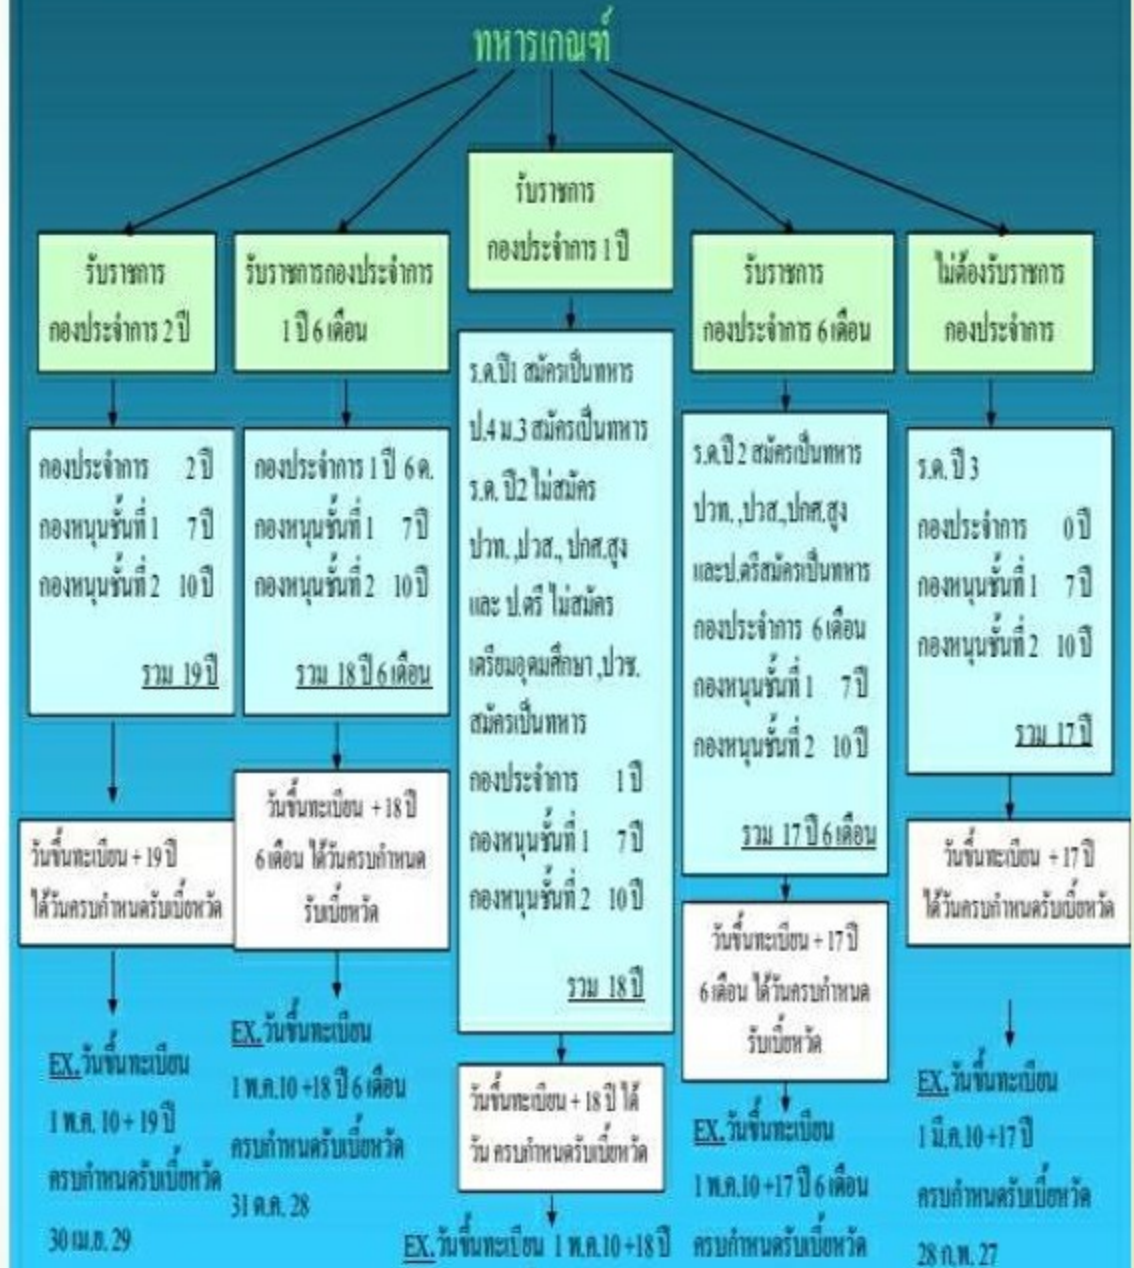 ทหารเกณฑ์
รับราชการ
กองประจำการ 2 ปี
กองประจำการ 2 ปี
กองหนุนชั้นที่ 1 7 ปี
กองหนุนชั้นที่ 2 10 ปี
รวม 19 ปี
วันขึ้นทะเบียน + 19 ปี
ได้วันครบกำหนดรับเบี้ยหวัด
EX.วันขึ้นทะเบียน
1 พ.ค. 10 + 19 ปี
ครบกำหนดรับเบี้ยหวัด
30 เม.ย. 29
รับราชการกองประจำการ
1 ปี 6 เดือน
กองประจำการ 1 ปี 6 ด.
กองหนุนชั้นที่ 1 7 ปี
กองหนุนชั้นที่ 2 10 ปี
รวม 18 ปี 6 เดือน
วันขึ้นทะเบียน + 18 ปี
6 เดือน ได้วันครบกำหนด
รับเบี้ยหวัด
EX.วันขึ้นทะเบียน
1 พ.ค.10 +18 ปี 6 เดือน
ครบกำหนดรับเบี้ยหวัด
31 ต.ค. 28
รับราชการ
กองประจำการ 1 ปี
ร.ด.ปี1 สมัครเป็นทหาร
ป.4 ม.3 สมัครเป็นทหาร
ร.ด. ปี2 ไม่สมัคร
ปวท. ,ปวส., ปกศ.สูง
และ ป.ตรี ไม่สมัคร
เตรียมอุดมศึกษา ,ปวช.
สมัครเป็นทหาร
กองประจำการ 1 ปี
กองหนุนชั้นที่ 1 7 ปี
กองหนุนชั้นที่ 2 10 ปี
รวม 18 ปี
วันขึ้นทะเบียน + 18 ปี ได้
วัน ครบกำหนดรับเบี้ยหวัด
EX.วันขึ้นทะเบียน 1 พ.ค.10 +18 ปี
รับราชการ
กองประจำการ 6 เดือน
ร.ด.ปี 2 สมัครเป็นทหาร
ปวท. ,ปวส.,ปกศ.สูง
และป.ตรีสมัครเป็นทหาร
กองประจำการ 6 เดือน
กองหนุนชั้นที่ 1 7 ปี
กองหนุนชั้นที่ 2 10 ปี
รวม 17 ปี 6 เดือน
วันขึ้นทะเบียน + 17 ปี
6 เดือน ได้วันครบกำหนด
รับเบี้ยหวัด
EX.วันขึ้นทะเบียน
1 พ.ค.10 +17 ปี 6 เดือน
ครบกำหนดรับเบี้ยหวัด
ไม่ต้องรับราชการ
กองประจำการ
ร.ด. ปี 3
กองประจำการ 0 ปี
กองหนุนชั้นที่ 1 7 ปี
กองหนุนชั้นที่ 2 10 ปี
รวม 17 ปี
วันขึ้นทะเบียน + 17 ปี
ได้วันครบกำหนดรับเบี้ยหวัด
EX.วันขึ้นทะเบียน
1 มี.ค.10 +17 ปี
ครบกำหนดรับเบี้ยหวัด
28 ก.พ. 27